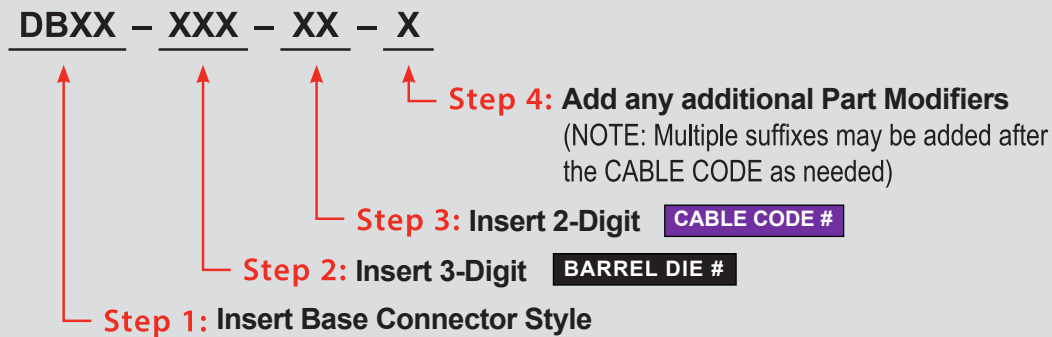 DBXX – XXX – XX – X
Step 4: Add any additional Part Modifiers
(NOTE: Multiple suffixes may be added after
the CABLE CODE as needed)
Step 3: Insert 2-Digit CABLE CODE #
Step 2: Insert 3-Digit BARREL DIE #
Step 1: Insert Base Connector Style